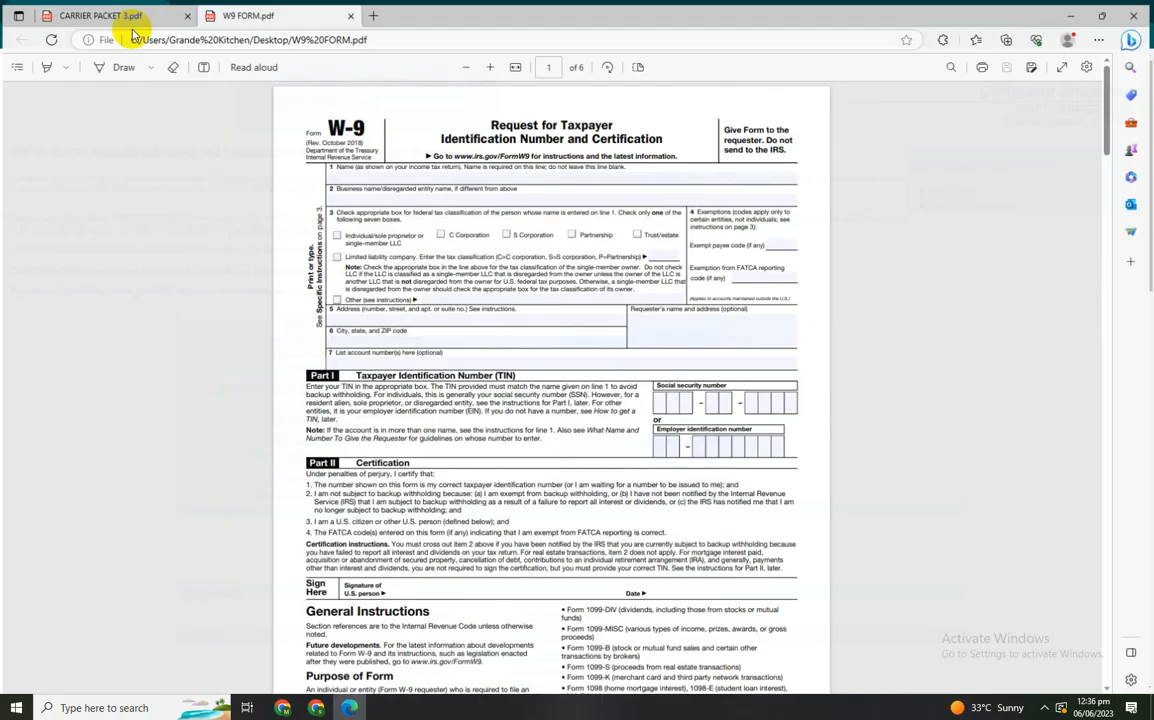 CARRIER PACKET 3.pdf
W9 FORM.pdf
File
/Users/Grande%20Kitchen/Desktop/W9%20FORM.pdf
Draw
Read aloud
1 of 6
Form W-9
(Rev. October 2018)
Department of the Treasury
Internal Revenue Service
Request for Taxpayer
Identification Number and Certification
▶ Go to www.irs.gov/FormW9 for instructions and the latest information.
Give Form to the
requester. Do not
send to the IRS.
Print or type.
See Specific Instructions on page 3.
1 Name (as shown on your income tax return). Name is required on this line; do not leave this line blank.
2 Business name/disregarded entity name, if different from above
3 Check appropriate box for federal tax classification of the person whose name is entered on line 1. Check only one of the
following seven boxes.
Individual/sole proprietor or
single-member LLC
C Corporation
S Corporation
Partnership
Trust/estate
Limited liability company. Enter the tax classification (C=C corporation, S=S corporation, P=Partnership) ▶
Note: Check the appropriate box in the line above for the tax classification of the single-member owner. Do not check
LLC if the LLC is classified as a single-member LLC that is disregarded from the owner unless the owner of the LLC is
another LLC that is not disregarded from the owner for U.S. federal tax purposes. Otherwise, a single-member LLC that
is disregarded from the owner should check the appropriate box for the tax classification of its owner.
Other (see instructions) ▶
4 Exemptions (codes apply only to
certain entities, not individuals; see
instructions on page 3):
Exempt payee code (if any)
Exemption from FATCA reporting
code (if any)
(Applies to accounts maintained outside the U.S.)
5 Address (number, street, and apt. or suite no.) See instructions.
Requester's name and address (optional)
6 City, state, and ZIP code
7 List account number(s) here (optional)
Part I Taxpayer Identification Number (TIN)
Enter your TIN in the appropriate box. The TIN provided must match the name given on line 1 to avoid
backup withholding. For individuals, this is generally your social security number (SSN). However, for a
resident alien, sole proprietor, or disregarded entity, see the instructions for Part I, later. For other
entities, it is your employer identification number (EIN). If you do not have a number, see How to get a
TIN, later.
Note: If the account is in more than one name, see the instructions for line 1. Also see What Name and
Number To Give the Requester for guidelines on whose number to enter.
Social security number
– –
or
Employer identification number
–
Part II Certification
Under penalties of perjury, I certify that:
1. The number shown on this form is my correct taxpayer identification number (or I am waiting for a number to be issued to me); and
2. I am not subject to backup withholding because: (a) I am exempt from backup withholding, or (b) I have not been notified by the Internal Revenue
Service (IRS) that I am subject to backup withholding as a result of a failure to report all interest or dividends, or (c) the IRS has notified me that I am
no longer subject to backup withholding; and
3. I am a U.S. citizen or other U.S. person (defined below); and
4. The FATCA code(s) entered on this form (if any) indicating that I am exempt from FATCA reporting is correct.
Certification instructions. You must cross out item 2 above if you have been notified by the IRS that you are currently subject to backup withholding because
you have failed to report all interest and dividends on your tax return. For real estate transactions, item 2 does not apply. For mortgage interest paid,
acquisition or abandonment of secured property, cancellation of debt, contributions to an individual retirement arrangement (IRA), and generally, payments
other than interest and dividends, you are not required to sign the certification, but you must provide your correct TIN. See the instructions for Part II, later.
Sign
Here
Signature of
U.S. person ▶
Date ▶
General Instructions
Section references are to the Internal Revenue Code unless otherwise
noted.
Future developments. For the latest information about developments
related to Form W-9 and its instructions, such as legislation enacted
after they were published, go to www.irs.gov/FormW9.
Purpose of Form
An individual or entity (Form W-9 requester) who is required to file an
• Form 1099-DIV (dividends, including those from stocks or mutual
funds)
• Form 1099-MISC (various types of income, prizes, awards, or gross
proceeds)
• Form 1099-B (stock or mutual fund sales and certain other
transactions by brokers)
• Form 1099-S (proceeds from real estate transactions)
• Form 1099-K (merchant card and third party network transactions)
• Form 1098 (home mortgage interest), 1098-E (student loan interest),
Activate Windows
Go to Settings to activate Windows.
Type here to search
33°C Sunny
12:36 pm
06/06/2023